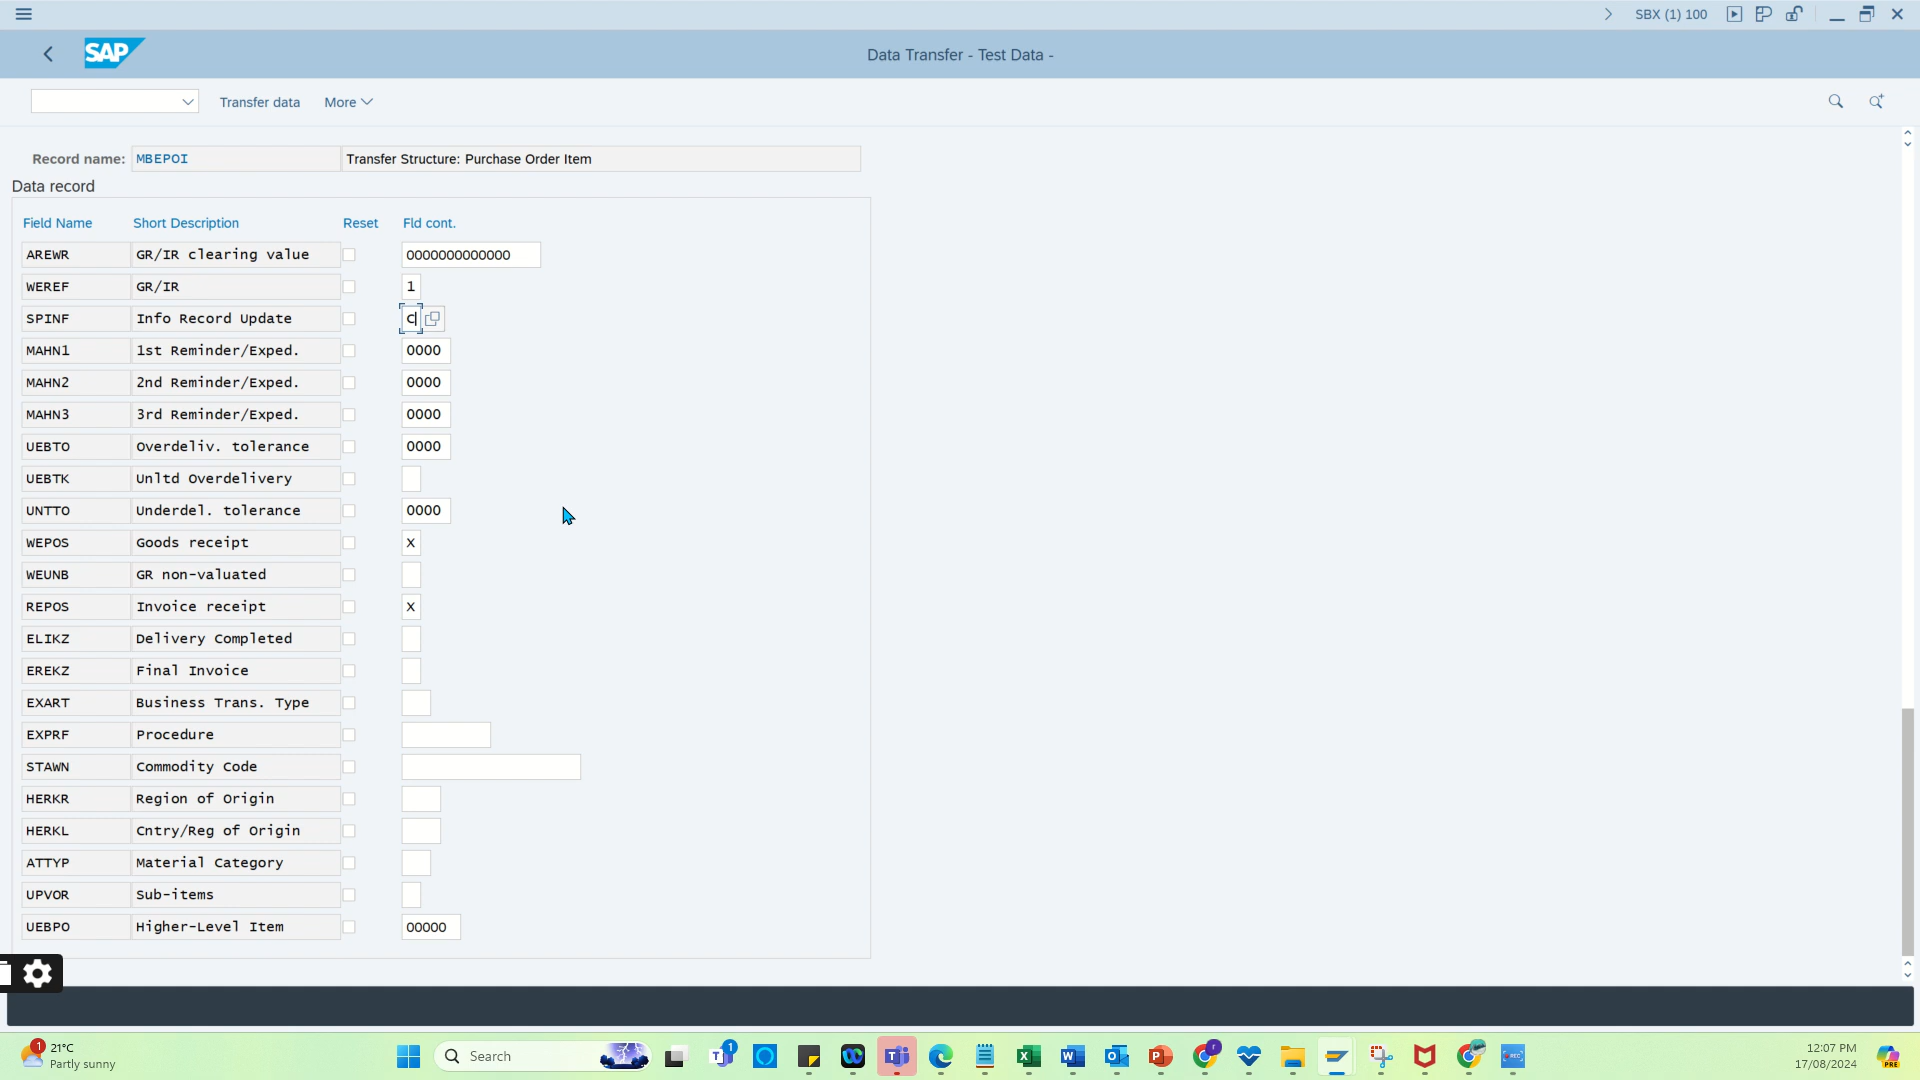 SBX (1) 100
SAP
Data Transfer - Test Data -
Transfer data More
Record name: MBEPOI Transfer Structure: Purchase Order Item
Data record
Field Name Short Description Reset Fld cont.
AREWR GR/IR clearing value 0000000000000
WEREF GR/IR 1
SPINF Info Record Update C
MAHN1 1st Reminder/Exped. 0000
MAHN2 2nd Reminder/Exped. 0000
MAHN3 3rd Reminder/Exped. 0000
UEBTO Overdeliv. tolerance 0000
UEBTK Unltd Overdelivery
UNTTO Underdel. tolerance 0000
WEPOS Goods receipt X
WEUNB GR non-valuated
REPOS Invoice receipt X
ELIKZ Delivery Completed
EREKZ Final Invoice
EXART Business Trans. Type
EXPRF Procedure
STAWN Commodity Code
HERKR Region of Origin
HERKL Cntry/Reg of Origin
ATTYP Material Category
UPVOR Sub-items
UEBPO Higher-Level Item 00000
1 21°C
Partly sunny
Search
1
12:07 PM
17/08/2024